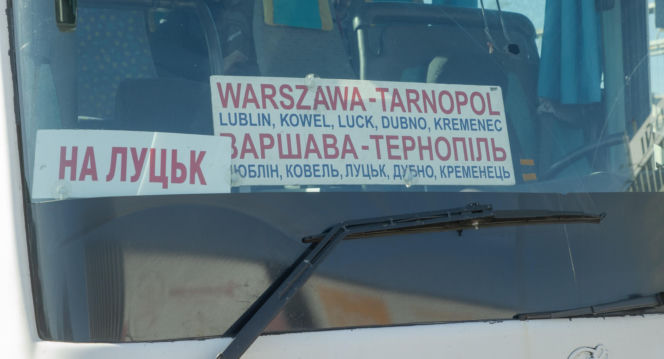 WARSZAWA-TARNOPOL
LUBLIN, KOWEL, LUCK, DUBNO, KREMENEC
ВАРШАВА-ТЕРНОПІЛЬ
ЛЮБЛІН, КОВЕЛЬ, ЛУЦЬК, ДУБНО, КРЕМЕНЕЦЬ
НА ЛУЦЬК